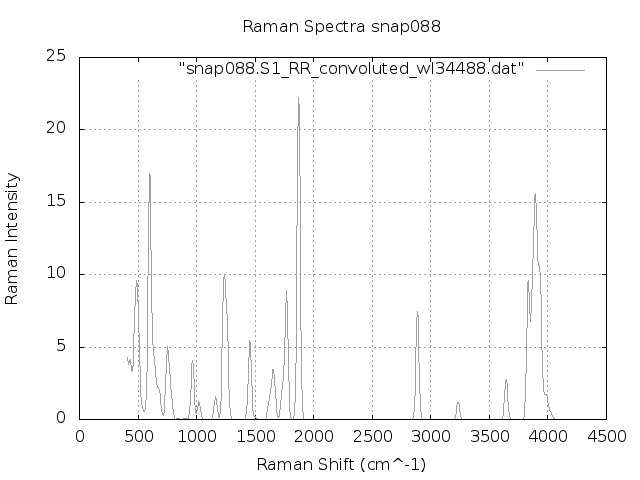 Raman Spectra snap088
"snap088.S1_RR_convoluted_wl34488.dat"
25
20
15
10
5
0
Raman Intensity
0 500 1000 1500 2000 2500 3000 3500 4000 4500
Raman Shift (cm^-1)